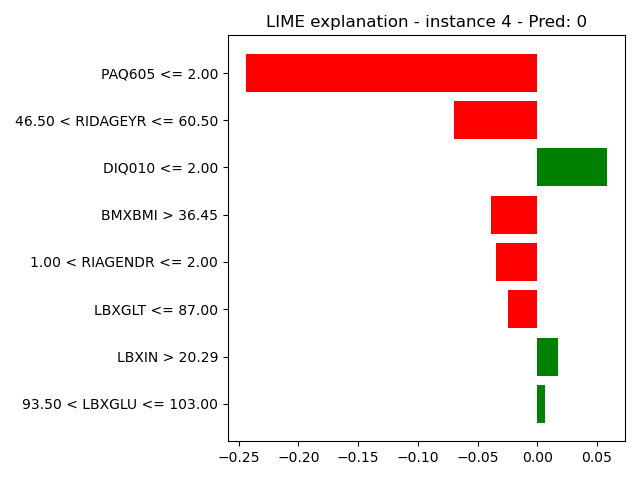 LIME explanation - instance 4 - Pred: 0
PAQ605 <= 2.00
46.50 < RIDAGEYR <= 60.50
DIQ010 <= 2.00
BMXBMI > 36.45
1.00 < RIAGENDR <= 2.00
LBXGLT <= 87.00
LBXIN > 20.29
93.50 < LBXGLU <= 103.00
−0.25 −0.20 −0.15 −0.10 −0.05 0.00 0.05